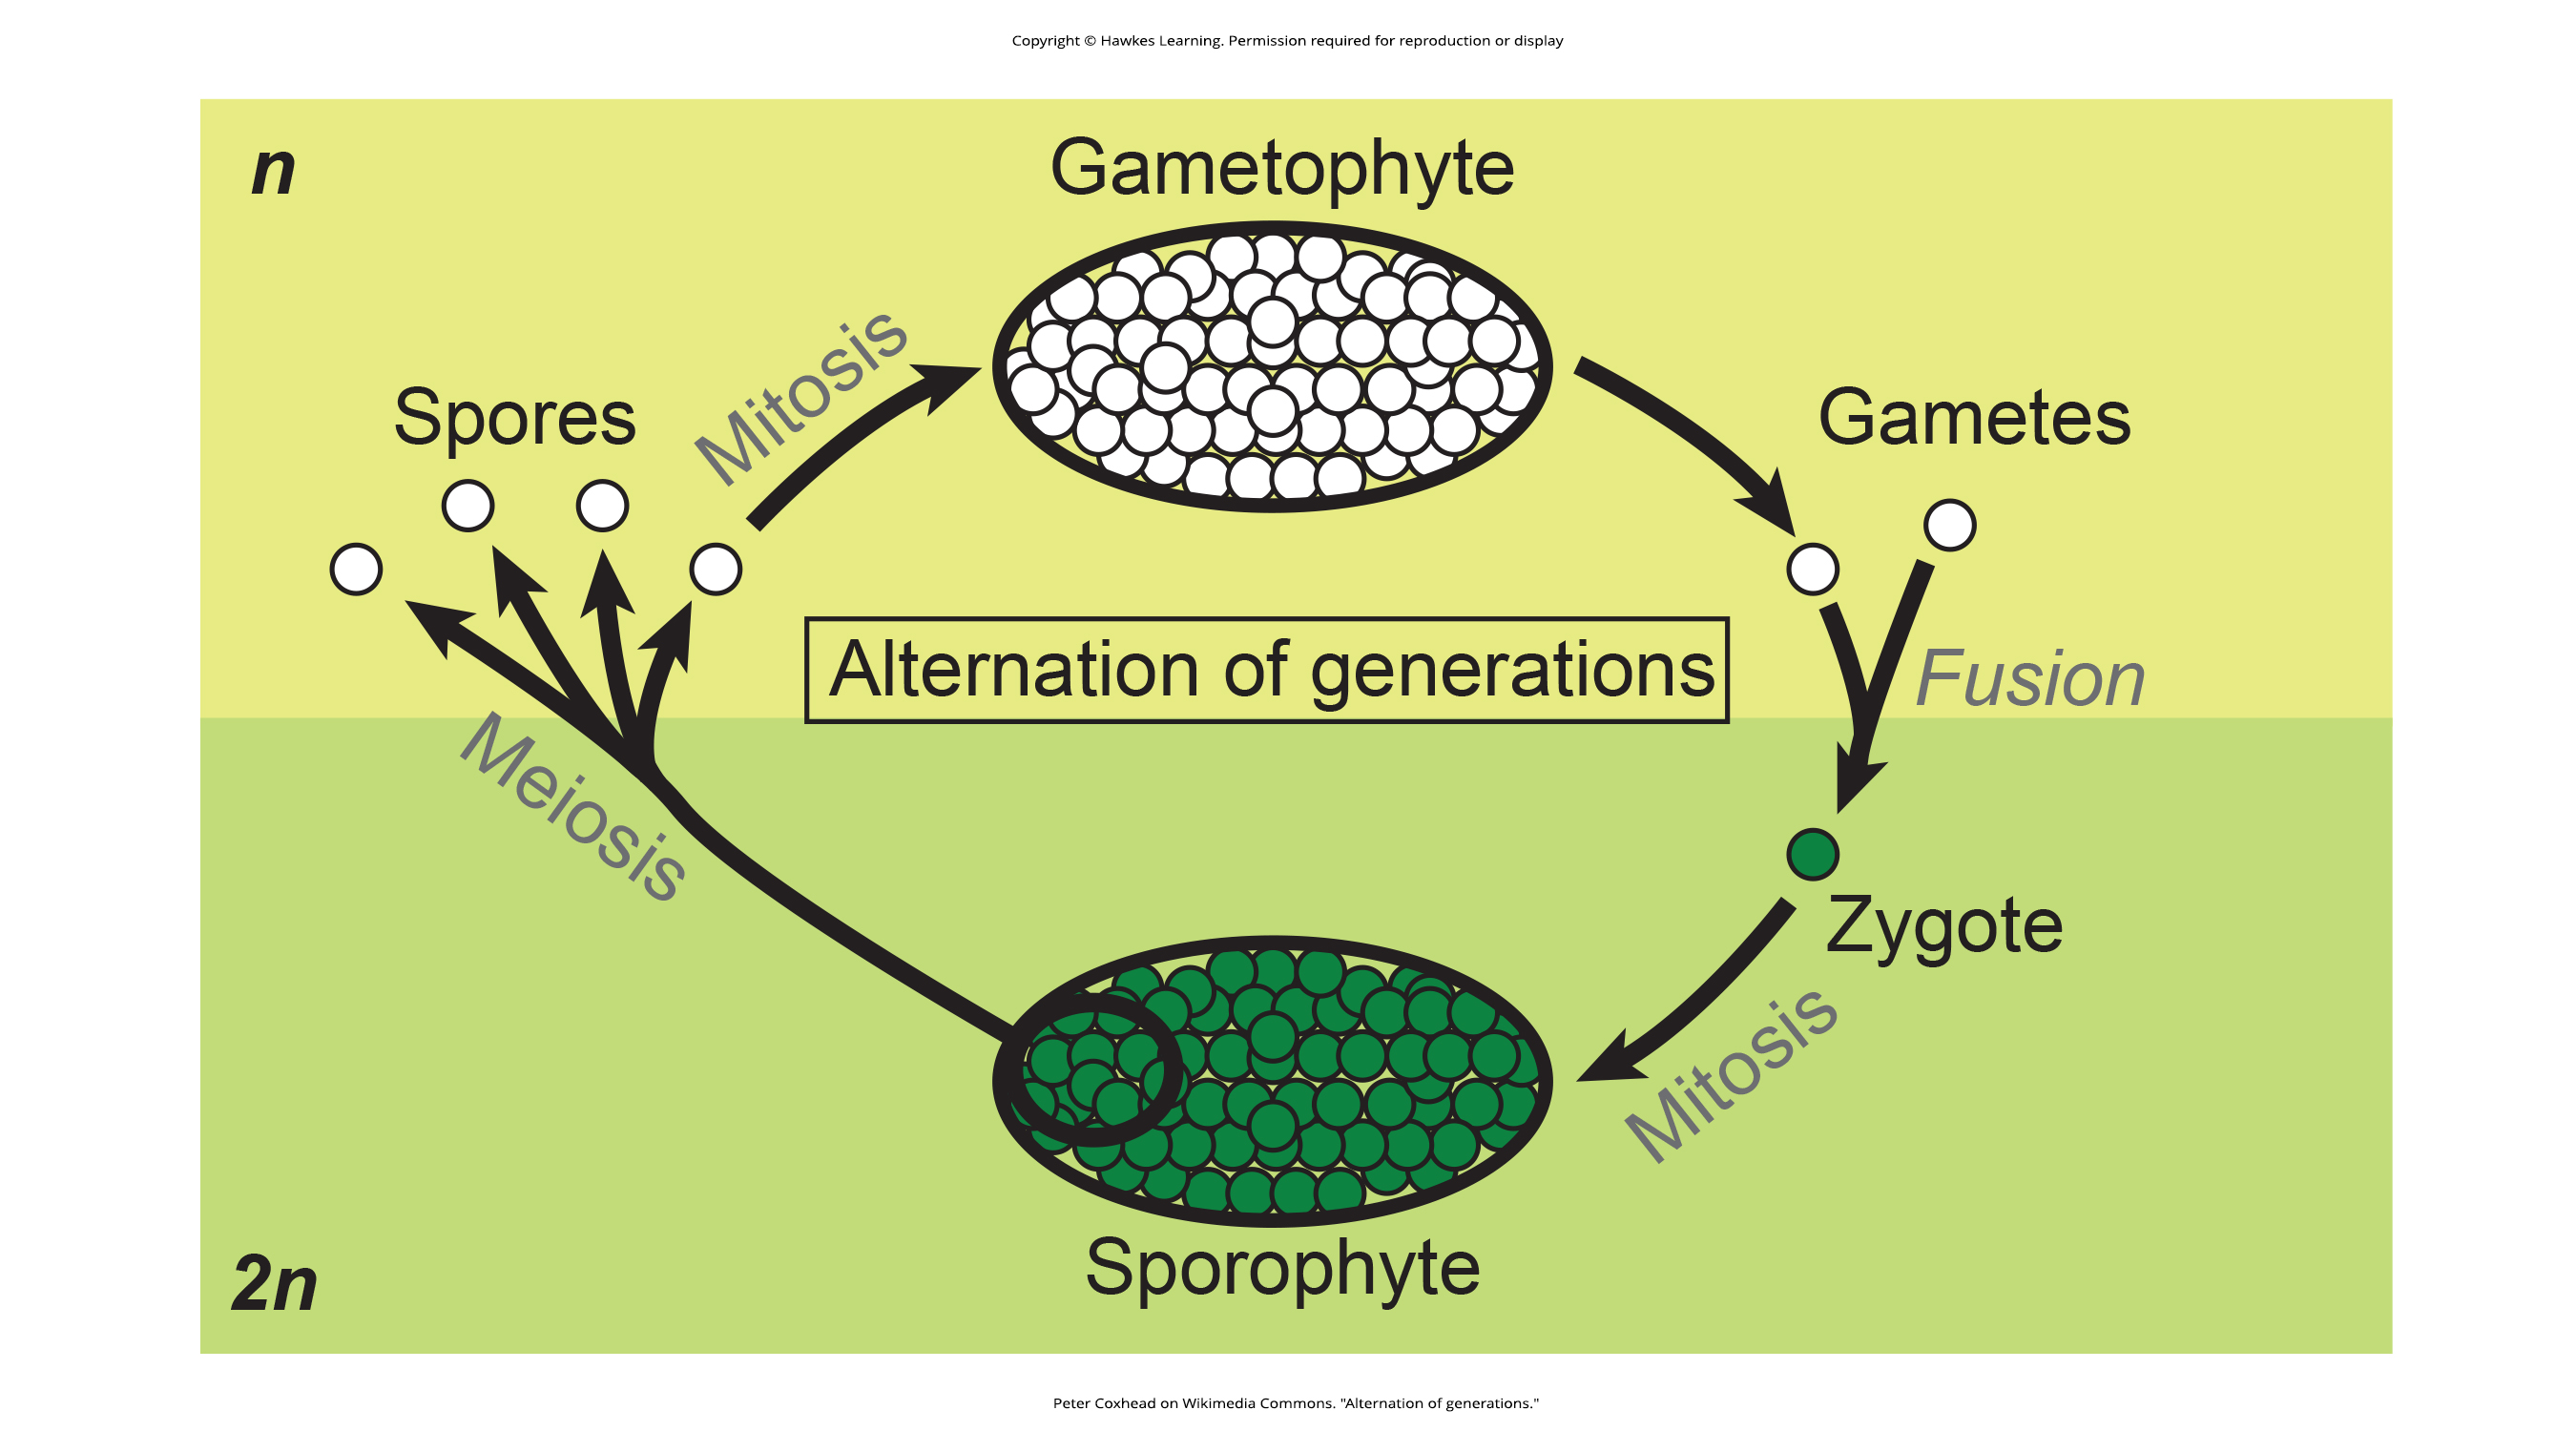 Copyright © Hawkes Learning. Permission required for reproduction or display
n
Gametophyte
Mitosis
Spores
Gametes
Alternation of generations
Fusion
Meiosis
Zygote
Mitosis
Sporophyte
2n
Peter Coxhead on Wikimedia Commons. "Alternation of generations."